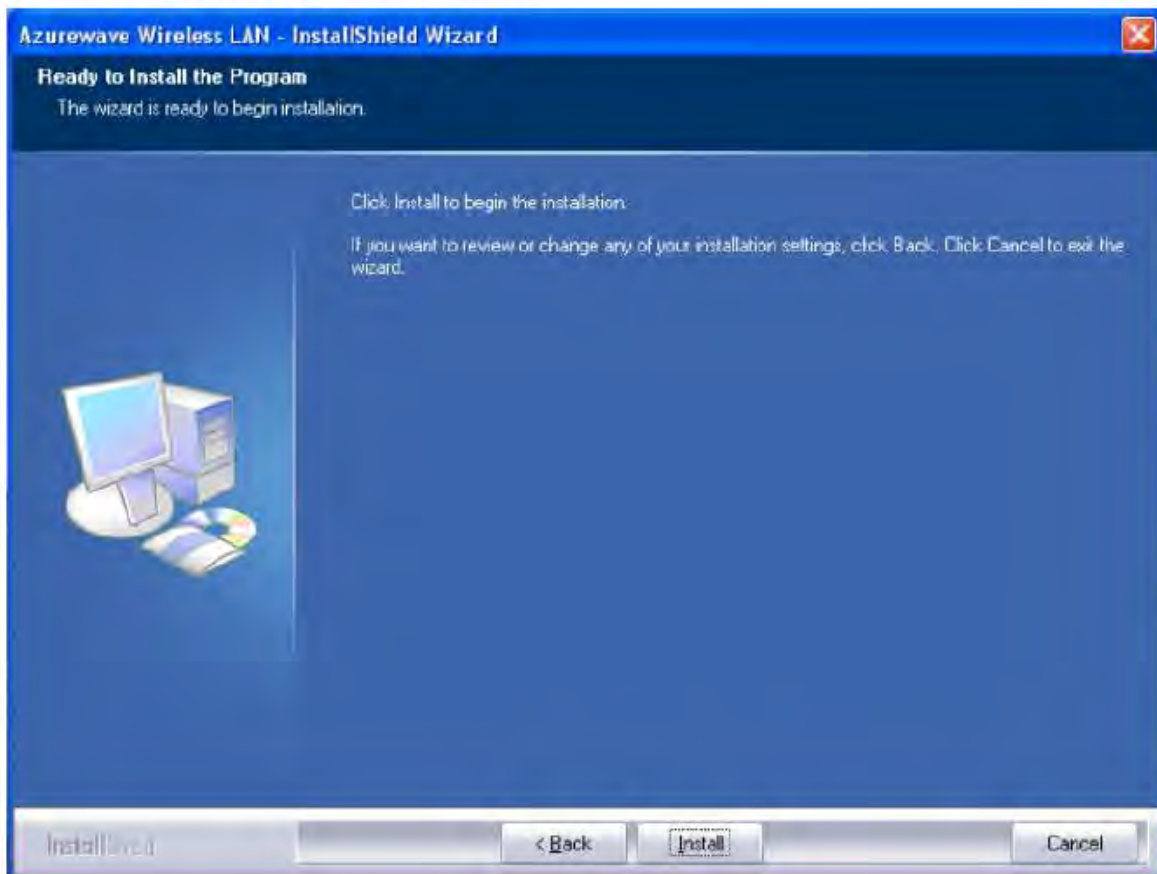 Azurewave Wireless LAN - InstallShield Wizard
Ready to Install the Program
The wizard is ready to begin installation.
Click Install to begin the installation.
If you want to review or change any of your installation settings, click Back. Click Cancel to exit the
wizard.
< Back
Install
Cancel